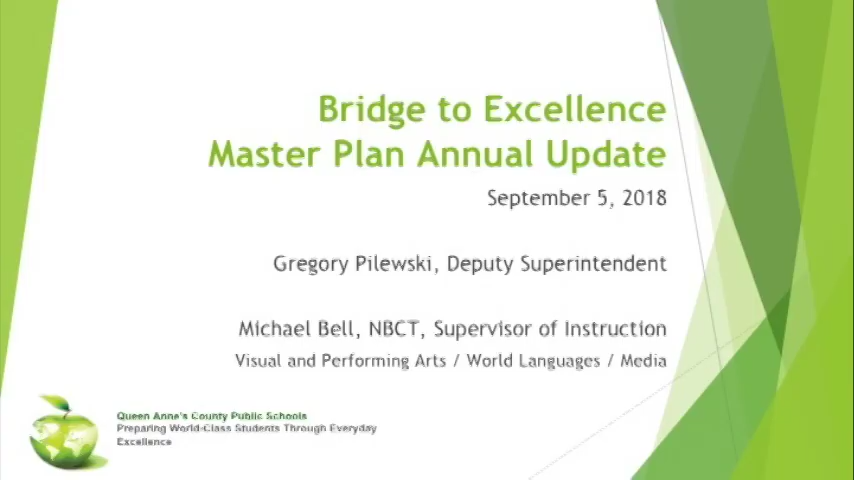 Bridge to Excellence
Master Plan Annual Update
September 5, 2018
Gregory Pilewski, Deputy Superintendent
Michael Bell, NBCT, Supervisor of Instruction
Visual and Performing Arts / World Languages / Media
Queen Anne's County Public Schools
Preparing World-Class Students Through Everyday
Excellence